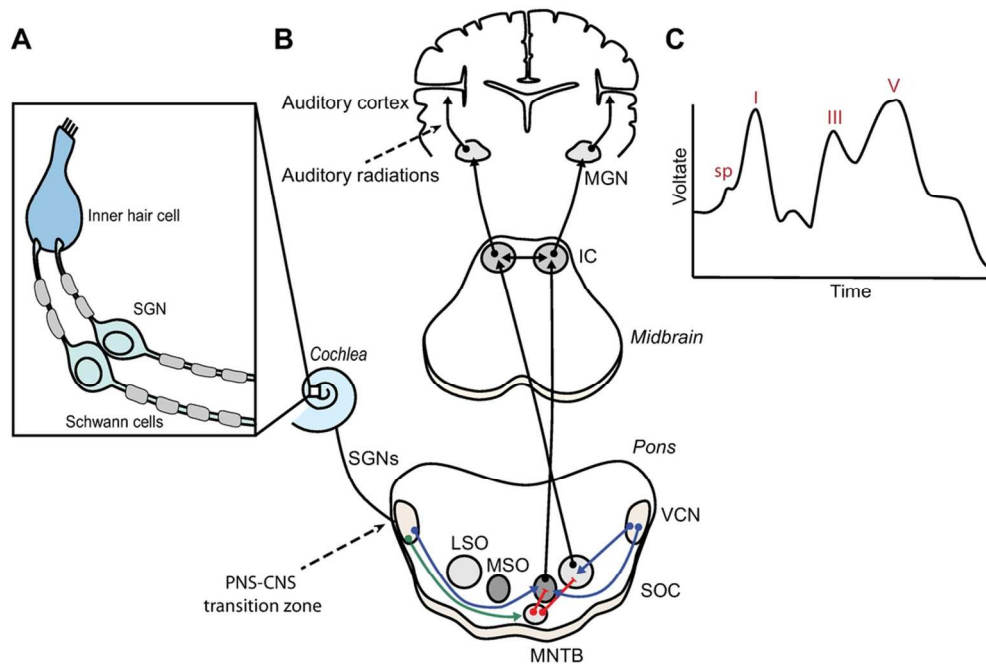 A
B
C
Auditory cortex
Auditory radiations
MGN
IC
Midbrain
Inner hair cell
SGN
Schwann cells
Cochlea
SGNs
PNS-CNS
transition zone
Pons
VCN
LSO
MSO
SOC
MNTB
Voltate
sp
I
III
V
Time